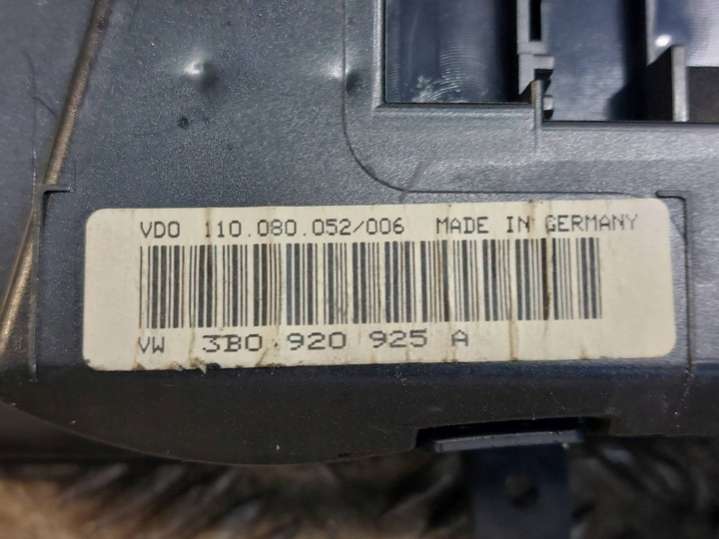 VDO 110.080.052/006 MADE IN GERMANY
VW 3B0 920 925 A